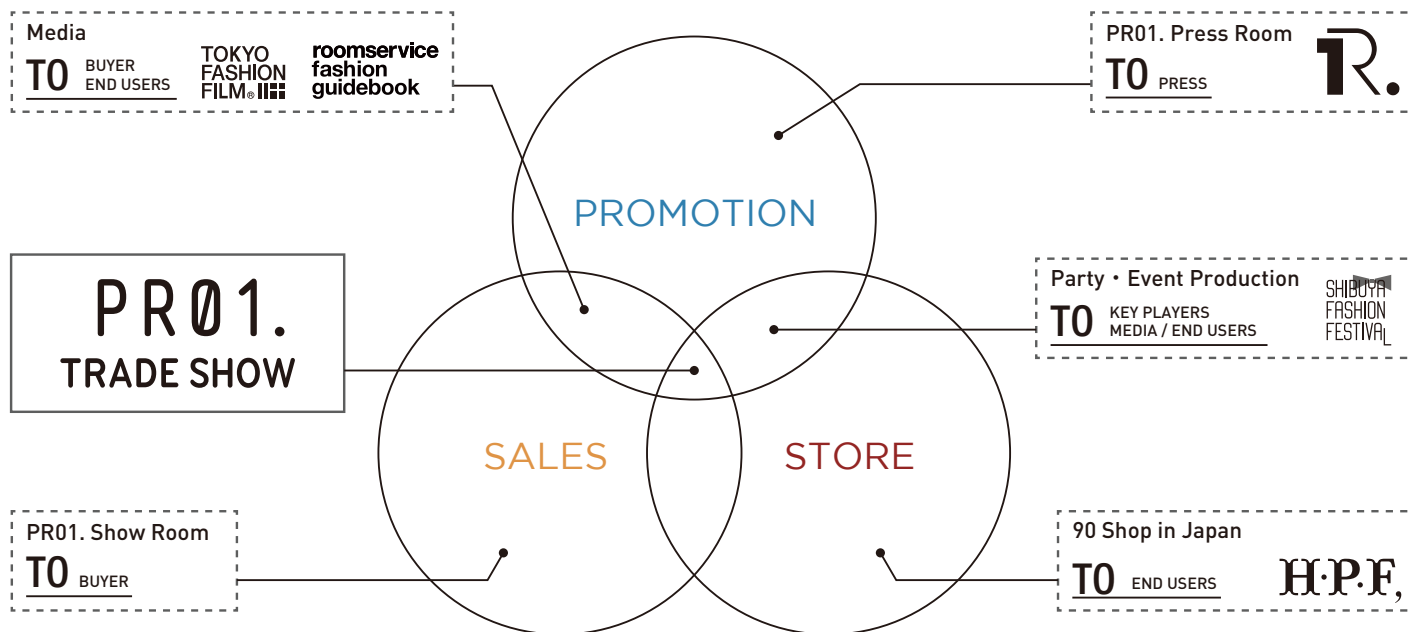 Media
TO BUYER
END USERS
TOKYO
FASHION
FILM®
roomservice
fashion
guidebook
PR01. Press Room
TO PRESS
1R.
PROMOTION
PR01.
TRADE SHOW
Party・Event Production
TO KEY PLAYERS
MEDIA / END USERS
SHIBUYA
FASHION
FESTIVAL
SALES
STORE
PR01. Show Room
TO BUYER
90 Shop in Japan
TO END USERS
H·P·F,